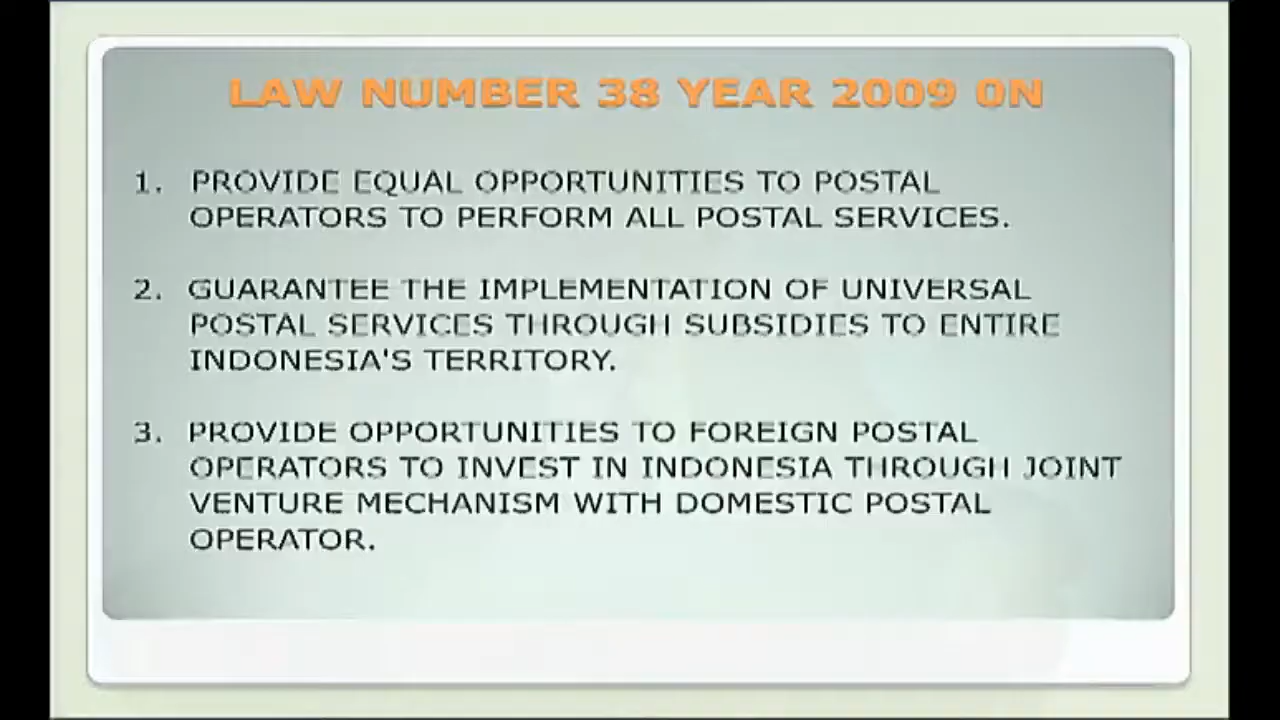 LAW NUMBER 38 YEAR 2009 0N
1. PROVIDE EQUAL OPPORTUNITIES TO POSTAL
OPERATORS TO PERFORM ALL POSTAL SERVICES.
2. GUARANTEE THE IMPLEMENTATION OF UNIVERSAL
POSTAL SERVICES THROUGH SUBSIDIES TO ENTIRE
INDONESIA'S TERRITORY.
3. PROVIDE OPPORTUNITIES TO FOREIGN POSTAL
OPERATORS TO INVEST IN INDONESIA THROUGH JOINT
VENTURE MECHANISM WITH DOMESTIC POSTAL
OPERATOR.